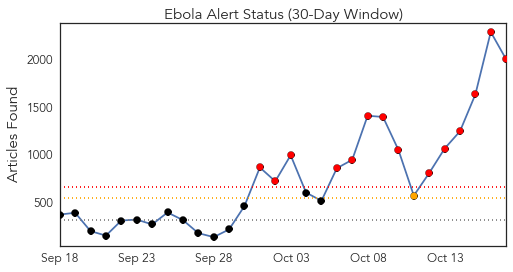 Ebola Alert Status (30-Day Window)
Articles Found
2000
1500
1000
500
Sep 18 Sep 23 Sep 28 Oct 03 Oct 08 Oct 13